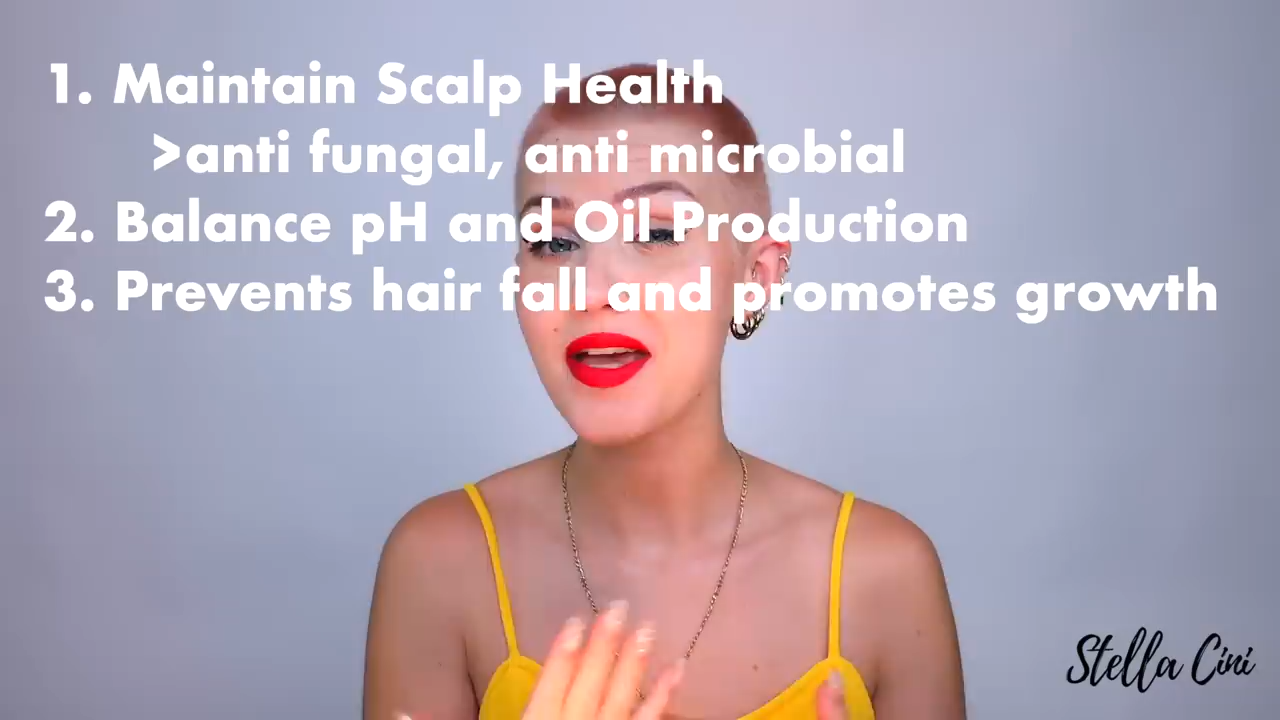 1. Maintain Scalp Health
>anti fungal, anti microbial
2. Balance pH and Oil Production
3. Prevents hair fall and promotes growth
Stella Cini